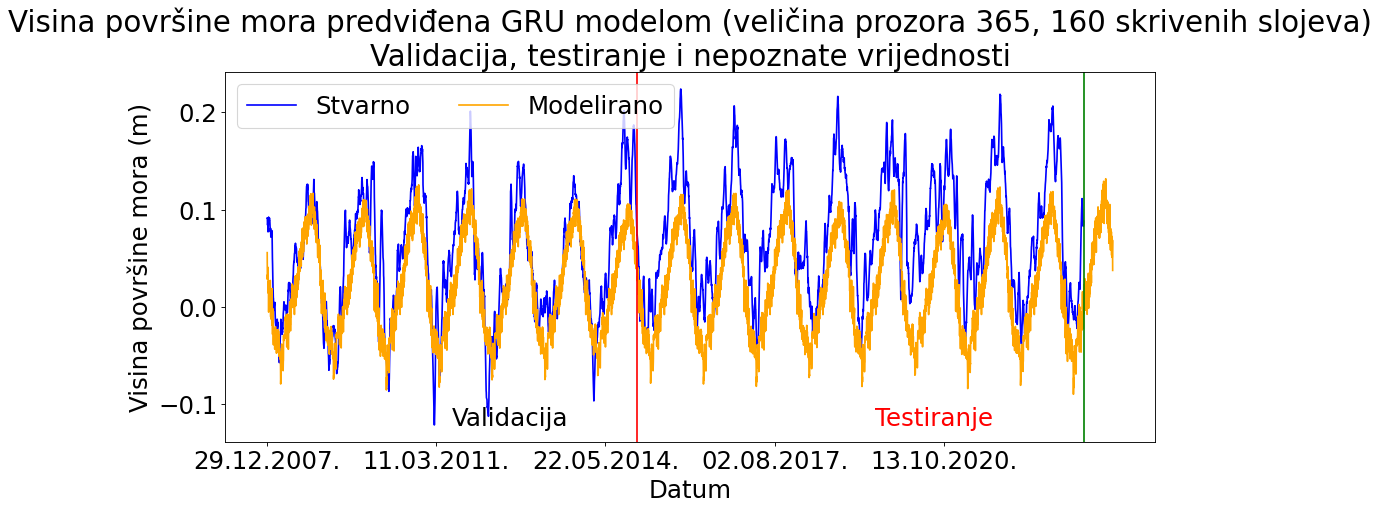 Visina površine mora predviđena GRU modelom (veličina prozora 365, 160 skrivenih slojeva)
Validacija, testiranje i nepoznate vrijednosti
Stvarno
Modelirano
Visina površine mora (m)
0.2
0.1
0.0
−0.1
Validacija
Testiranje
29.12.2007.
11.03.2011.
22.05.2014.
02.08.2017.
13.10.2020.
Datum